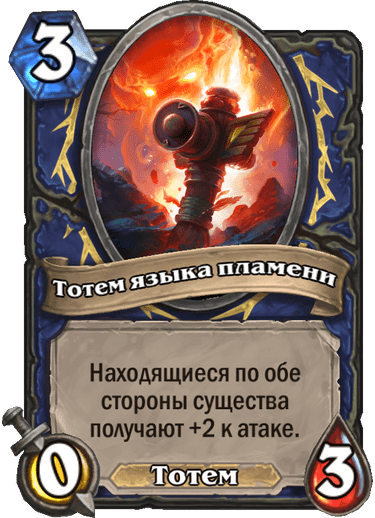 3
Тотем языка пламени
Находящиеся по обе
стороны существа
получают +2 к атаке.
0
Тотем
3